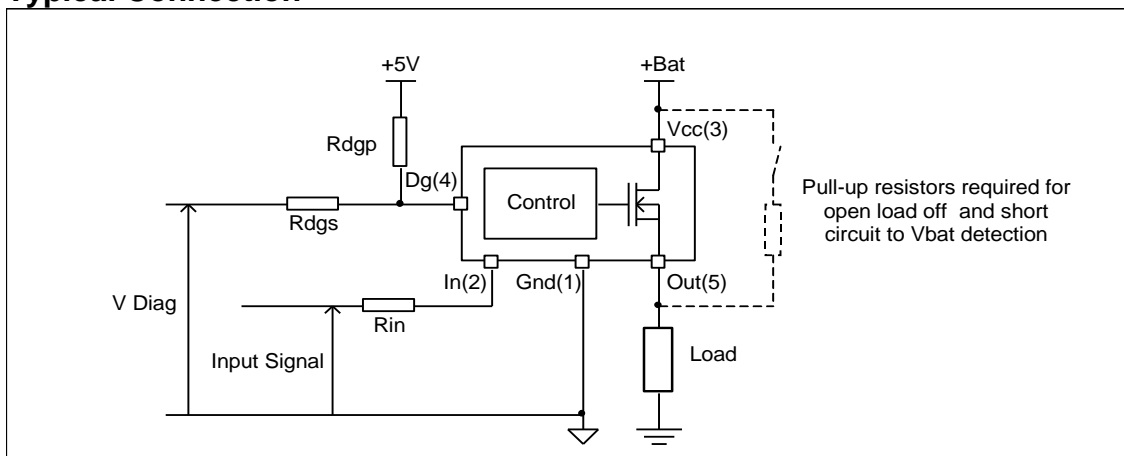 Typical Connection
+5V
+Bat
Rdgp
Vcc(3)
Dg(4)
Control
Rdgs
Pull-up resistors required for
open load off and short
circuit to Vbat detection
In(2)
Gnd(1)
Out(5)
V Diag
Rin
Input Signal
Load